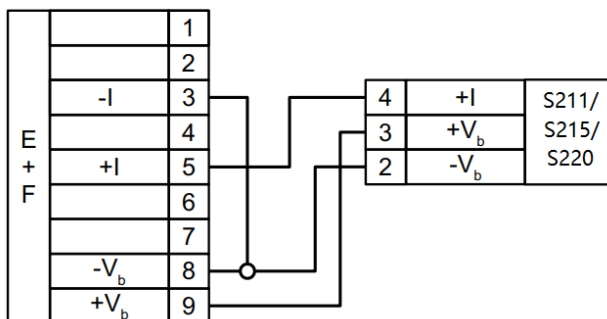 E + F
1
2
-I 3
4
+I 5
6
7
-Vb 8
+Vb 9
4 +I
3 +Vb
2 -Vb
S211/
S215/
S220